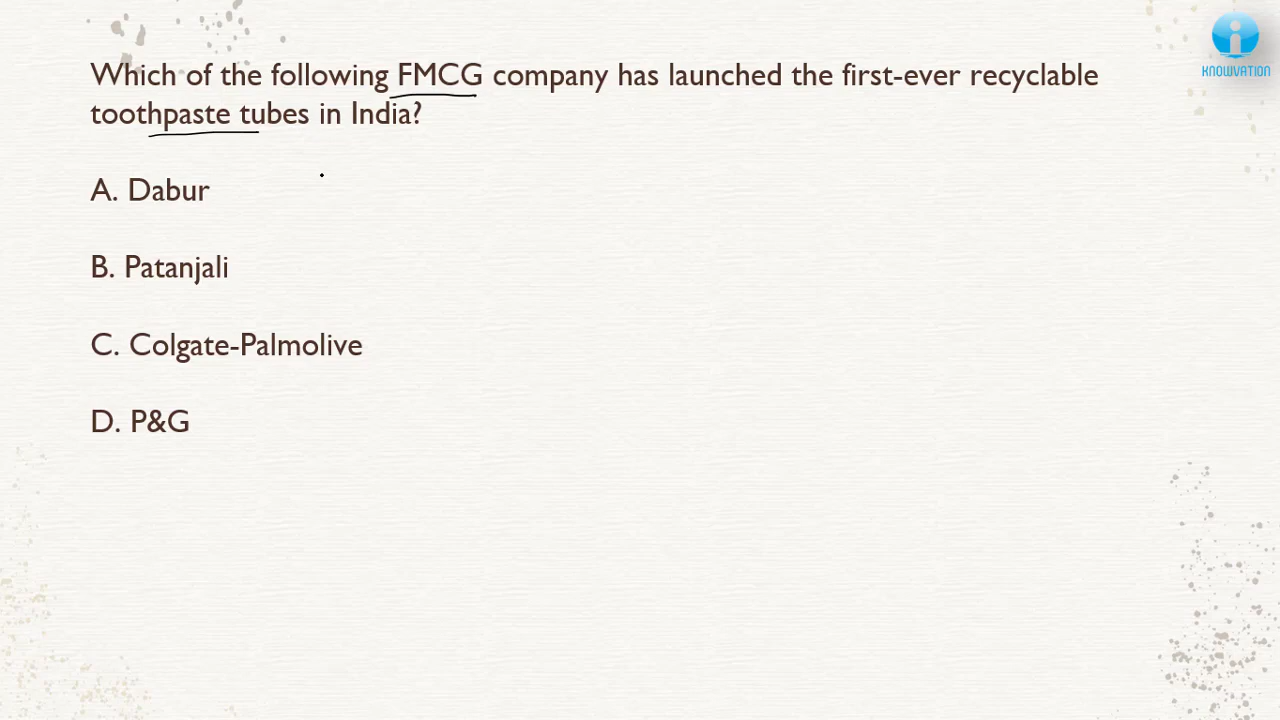 Which of the following FMCG company has launched the first-ever recyclable
toothpaste tubes in India?
A. Dabur
B. Patanjali
C. Colgate-Palmolive
D. P&G
KNOWVATION